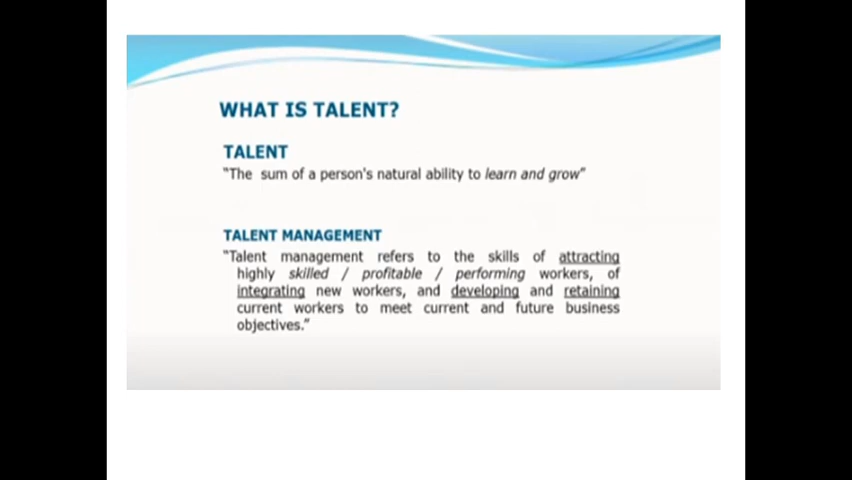 WHAT IS TALENT?
TALENT
"The sum of a person's natural ability to learn and grow"
TALENT MANAGEMENT
"Talent management refers to the skills of attracting
highly skilled / profitable / performing workers, of
integrating new workers, and developing and retaining
current workers to meet current and future business
objectives."